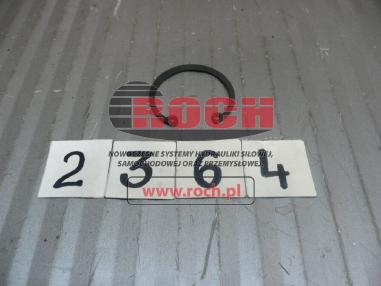 ROCH
NOWOCZESNE SYSTEMY HYDRAULIKI SIŁOWEJ,
SAMOCHODOWEJ ORAZ PRZEMYSŁOWEJ
2 3 6 4
www.roch.pl